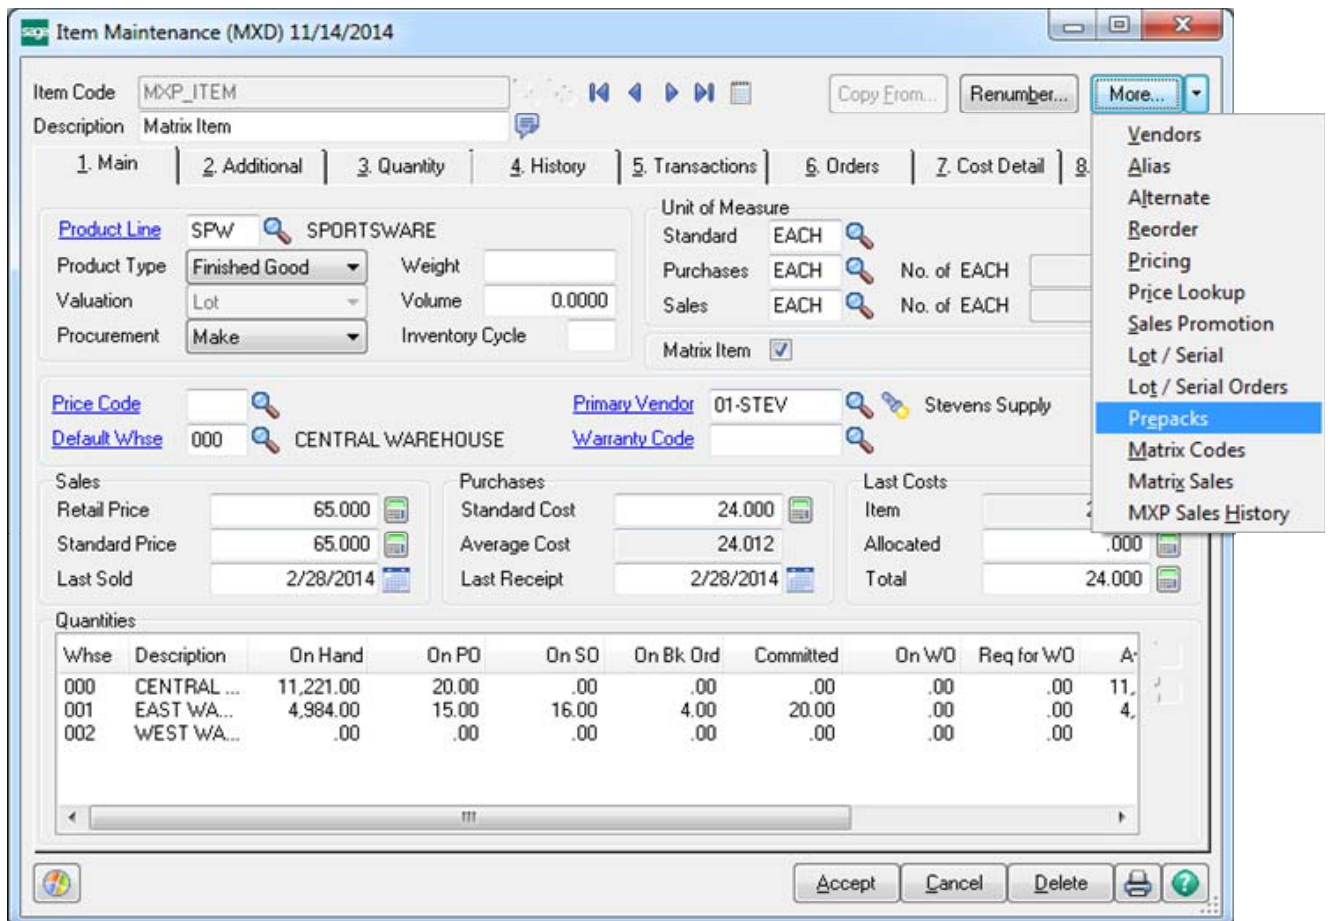 sage Item Maintenance (MXD) 11/14/2014
Item Code MXP_ITEM Copy From... Renumber... More...
Description Matrix Item
1. Main 2. Additional 3. Quantity 4. History 5. Transactions 6. Orders 7. Cost Detail 8.
Vendors
Alias
Alternate
Reorder
Pricing
Price Lookup
Sales Promotion
Lot / Serial
Lot / Serial Orders
Prepacks
Matrix Codes
Matrix Sales
MXP Sales History
Product Line SPW SPORTSWARE
Product Type Finished Good Weight
Valuation Lot Volume 0.0000
Procurement Make Inventory Cycle
Unit of Measure
Standard EACH
Purchases EACH No. of EACH
Sales EACH No. of EACH
Matrix Item
Price Code Primary Vendor 01-STEV Stevens Supply
Default Whse 000 CENTRAL WAREHOUSE Warranty Code
Sales
Retail Price 65.000
Standard Price 65.000
Last Sold 2/28/2014
Purchases
Standard Cost 24.000
Average Cost 24.012
Last Receipt 2/28/2014
Last Costs
Item
Allocated .000
Total 24.000
Quantities
Whse Description On Hand On PO On SO On Bk Ord Committed On WO Req for WO
000 CENTRAL ... 11,221.00 20.00 .00 .00 .00 .00 .00 11,
001 EAST WA... 4,984.00 15.00 16.00 4.00 20.00 .00 .00 4,
002 WEST WA... .00 .00 .00 .00 .00 .00 .00
Accept Cancel Delete